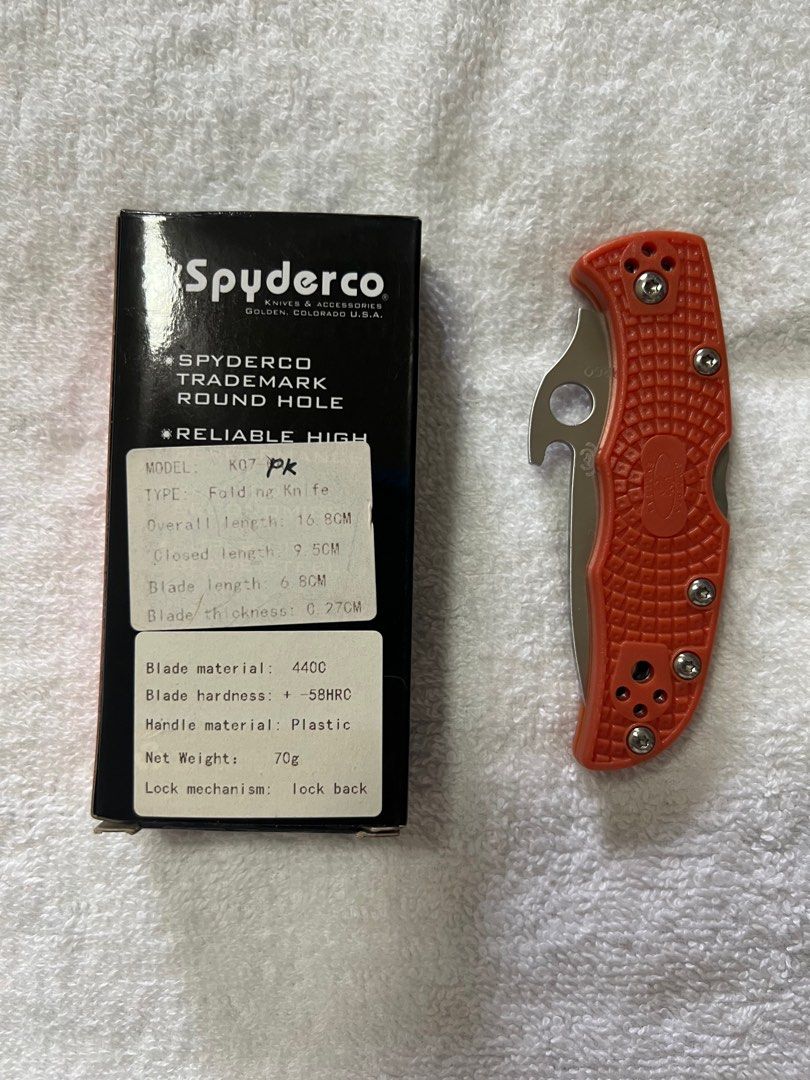 Spyderco®
KNIVES & ACCESSORIES
GOLDEN, COLORADO U.S.A.
SPYDERCO
TRADEMARK
ROUND HOLE
RELIABLE HIGH
MODEL: K07-PK
TYPE: Folding Knife
Overall length: 16.8CM
Closed length: 9.5CM
Blade length: 6.8CM
Blade thickness: 0.27CM
Blade material: 440C
Blade hardness: + -58HRC
Handle material: Plastic
Net Weight: 70g
Lock mechanism: lock back